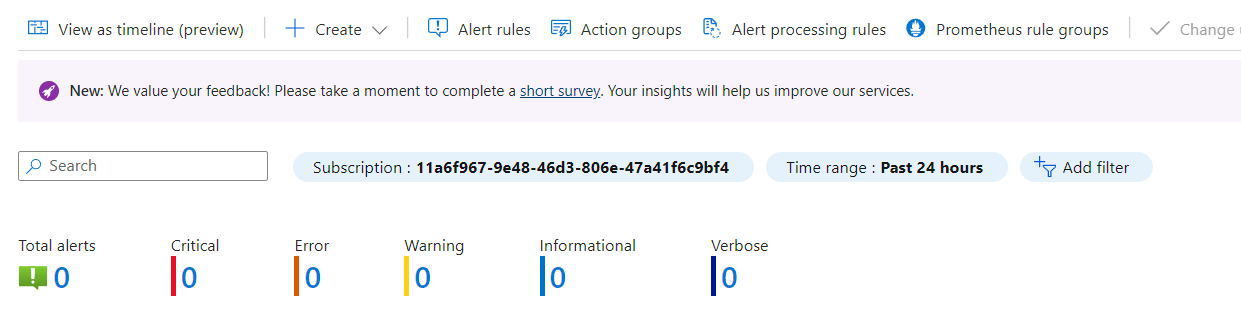 View as timeline (preview) Create Alert rules Action groups Alert processing rules Prometheus rule groups Change
New: We value your feedback! Please take a moment to complete a short survey. Your insights will help us improve our services.
Search Subscription : 11a6f967-9e48-46d3-806e-47a41f6c9bf4 Time range : Past 24 hours Add filter
Total alerts Critical Error Warning Informational Verbose
0 0 0 0 0 0